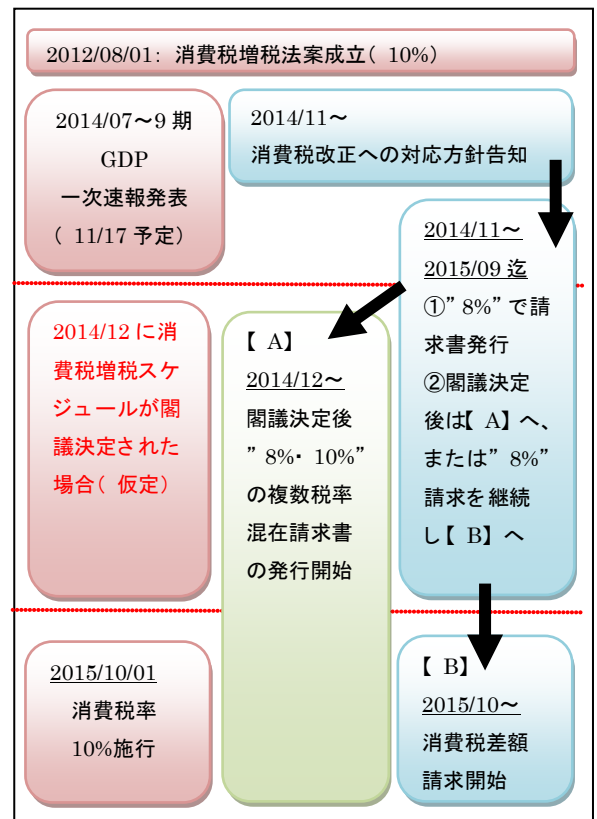 2012/08/01: 消費税増税法案成立( 10%)
2014/07～9 期
GDP
一次速報発表
( 11/17 予定)
2014/11～
消費税改正への対応方針告知
2014/11～
2015/09 迄
①” 8%” で請
求書発行
②閣議決定
後は【 A】 へ、
または” 8%”
請求を継続
し【 B】 へ
2014/12 に消
費税増税スケ
ジュールが閣
議決定された
場合( 仮定)
【 A】
2014/12～
閣議決定後
” 8%・ 10%”
の複数税率
混在請求書
の発行開始
2015/10/01
消費税率
10%施行
【 B】
2015/10～
消費税差額
請求開始